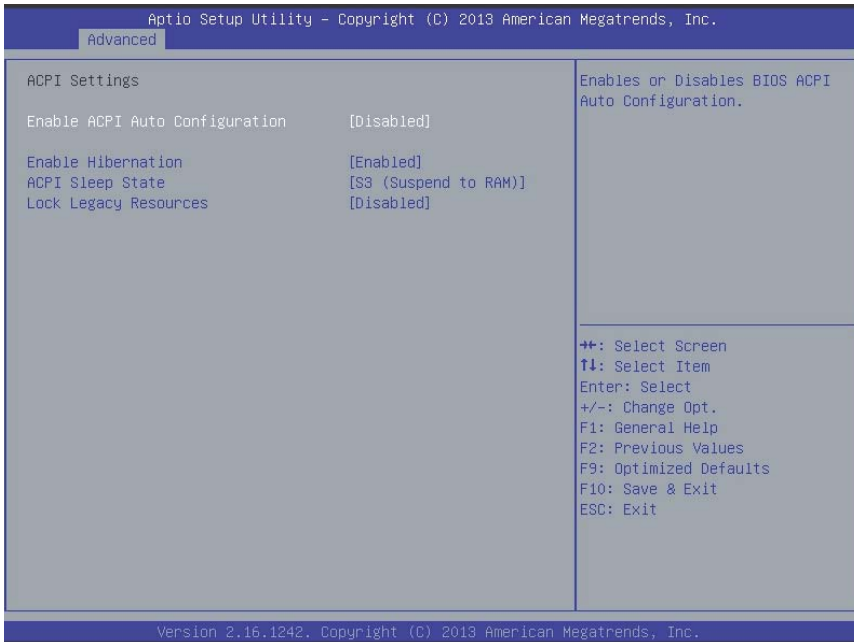 Aptio Setup Utility – Copyright (C) 2013 American Megatrends, Inc.
Advanced
ACPI Settings
Enable ACPI Auto Configuration [Disabled]
Enable Hibernation [Enabled]
ACPI Sleep State [S3 (Suspend to RAM)]
Lock Legacy Resources [Disabled]
Enables or Disables BIOS ACPI
Auto Configuration.
→←: Select Screen
↑↓: Select Item
Enter: Select
+/-: Change Opt.
F1: General Help
F2: Previous Values
F9: Optimized Defaults
F10: Save & Exit
ESC: Exit
Version 2.16.1242. Copyright (C) 2013 American Megatrends, Inc.